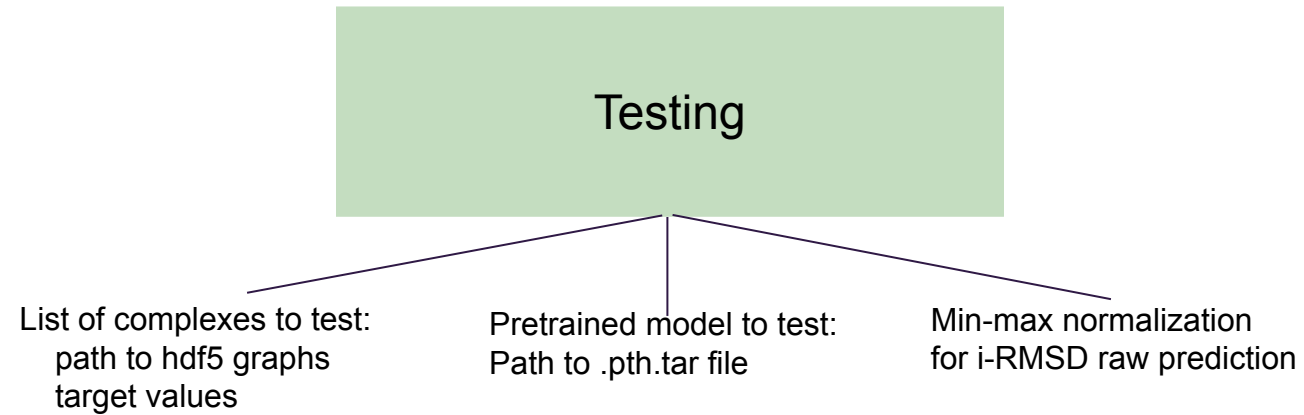 Testing
List of complexes to test:
path to hdf5 graphs
target values
Pretrained model to test:
Path to .pth.tar file
Min-max normalization
for i-RMSD raw prediction